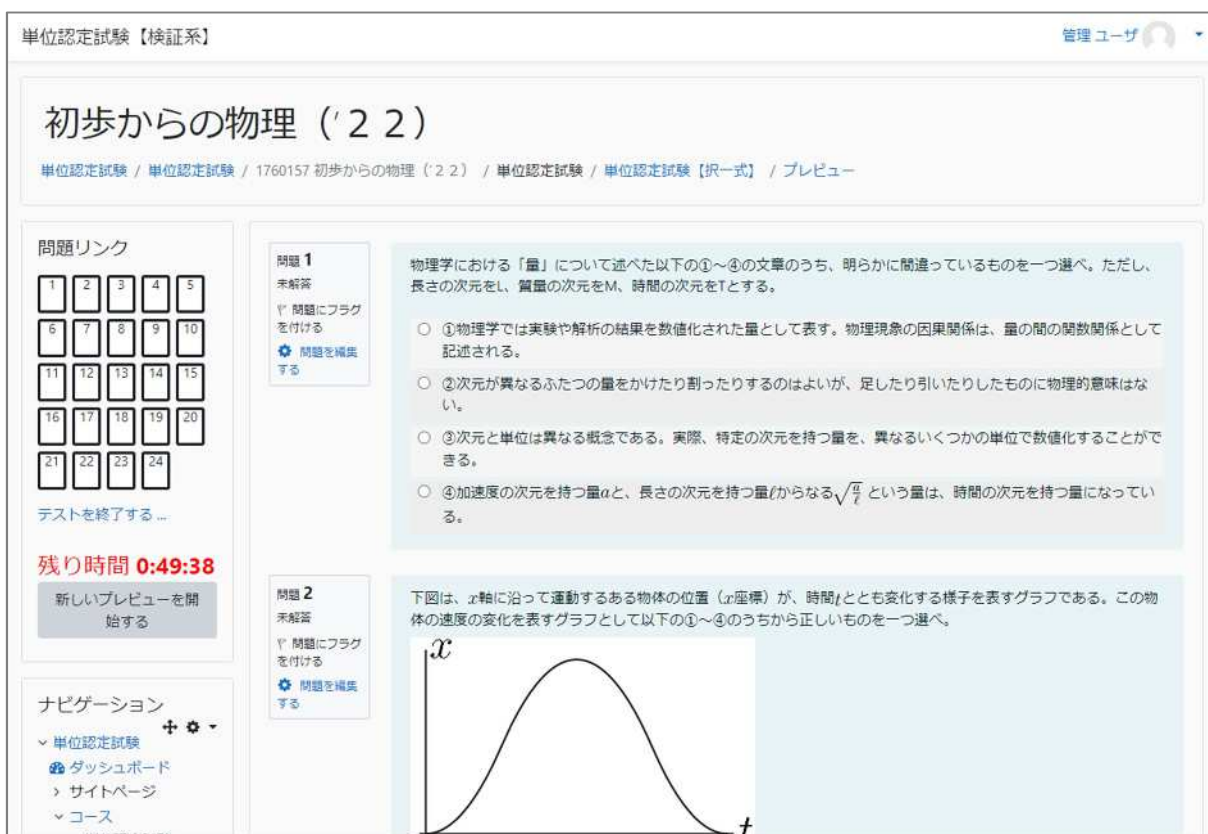 単位認定試験【検証系】
管理 ユーザ
初歩からの物理（’２２）
単位認定試験 / 単位認定試験 / 1760157 初歩からの物理（’２２） / 単位認定試験 / 単位認定試験【択一式】 / プレビュー
問題リンク
1 2 3 4 5
6 7 8 9 10
11 12 13 14 15
16 17 18 19 20
21 22 23 24
テストを終了する ...
残り時間 0:49:38
新しいプレビューを開
始する
ナビゲーション
単位認定試験
ダッシュボード
サイトページ
コース
問題 1
未解答
問題にフラグ
を付ける
問題を編集
する
物理学における「量」について述べた以下の①～④の文章のうち、明らかに間違っているものを一つ選べ。ただし、
長さの次元をL、質量の次元をM、時間の次元をTとする。
①物理学では実験や解析の結果を数値化された量として表す。物理現象の因果関係は、量の間の関数関係として
記述される。
②次元が異なるふたつの量をかけたり割ったりするのはよいが、足したり引いたりしたものに物理的意味はな
い。
③次元と単位は異なる概念である。実際、特定の次元を持つ量を、異なるいくつかの単位で数値化することがで
きる。
④加速度の次元を持つ量aと、長さの次元を持つ量ℓからなる√(a/ℓ) という量は、時間の次元を持つ量になってい
る。
問題 2
未解答
問題にフラグ
を付ける
問題を編集
する
下図は、x軸に沿って運動するある物体の位置（x座標）が、時間tととも変化する様子を表すグラフである。この物
体の速度の変化を表すグラフとして以下の①～④のうちから正しいものを一つ選べ。
x
t